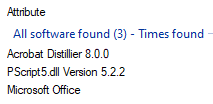 Attribute
All software found (3) - Times found –
Acrobat Distillier 8.0.0
PScript5.dll Version 5.2.2
Microsoft Office